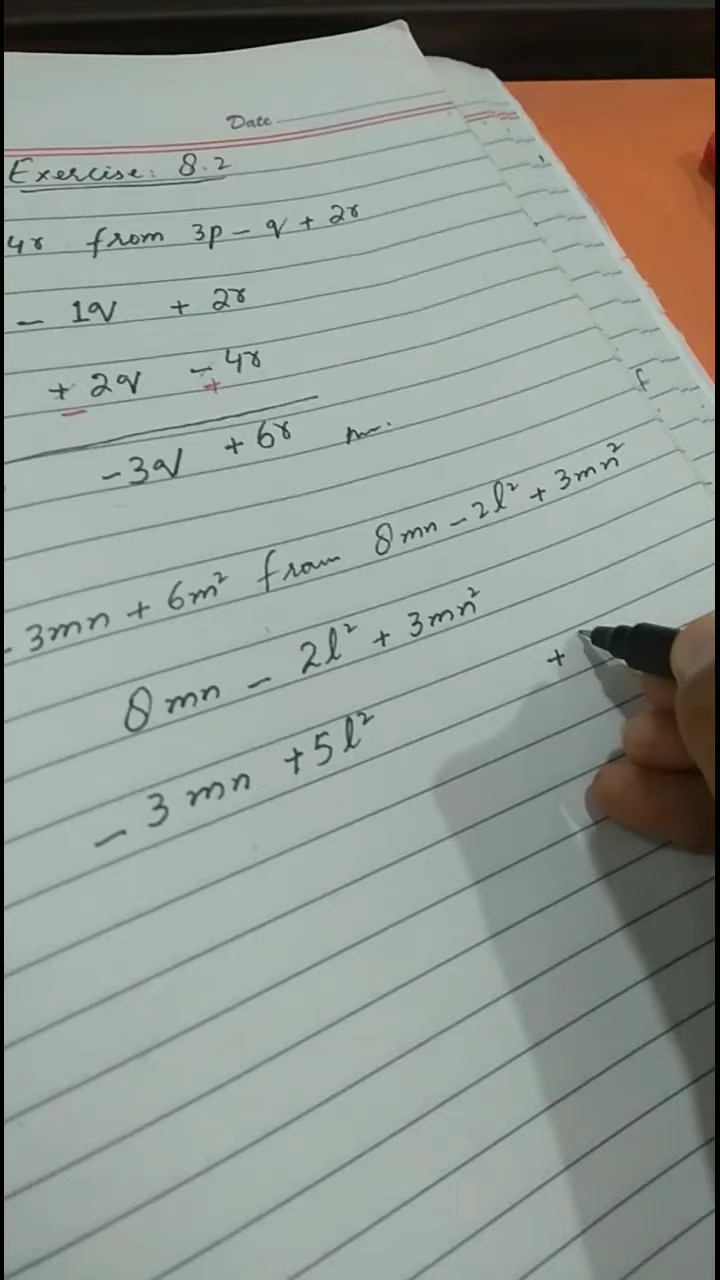 Date
Exercise: 8.2
4r from 3p - q + 2r
- 1q + 2r
+ 2q - 4r
- +
-3q + 6r Ans.
- 3mn + 6m² from 8mn - 2l² + 3mn²
8mn - 2l² + 3mn²
- 3mn + 5l² +